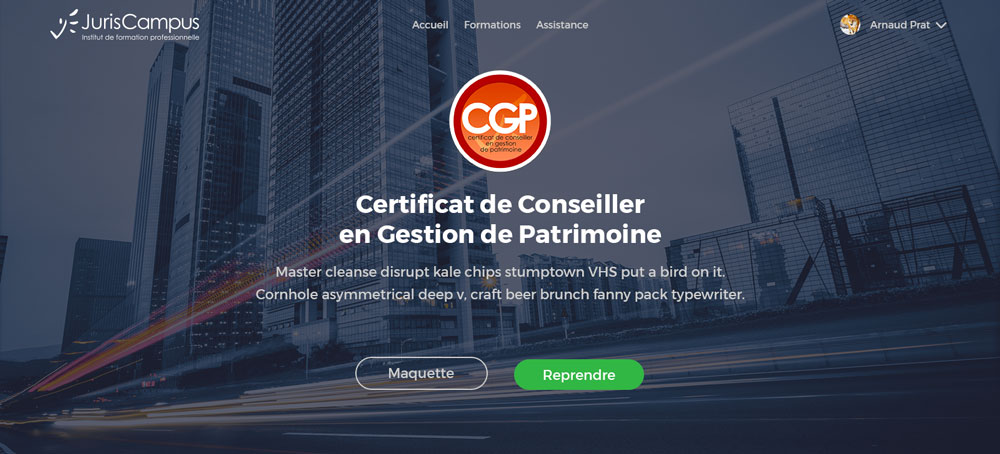 JurisCampus
Institut de formation professionnelle
Accueil Formations Assistance
Arnaud Prat
CGP
certificat de conseiller
en gestion
de patrimoine
Certificat de Conseiller
en Gestion de Patrimoine
Master cleanse disrupt kale chips stumptown VHS put a bird on it.
Cornhole asymmetrical deep v, craft beer brunch fanny pack typewriter.
Maquette Reprendre